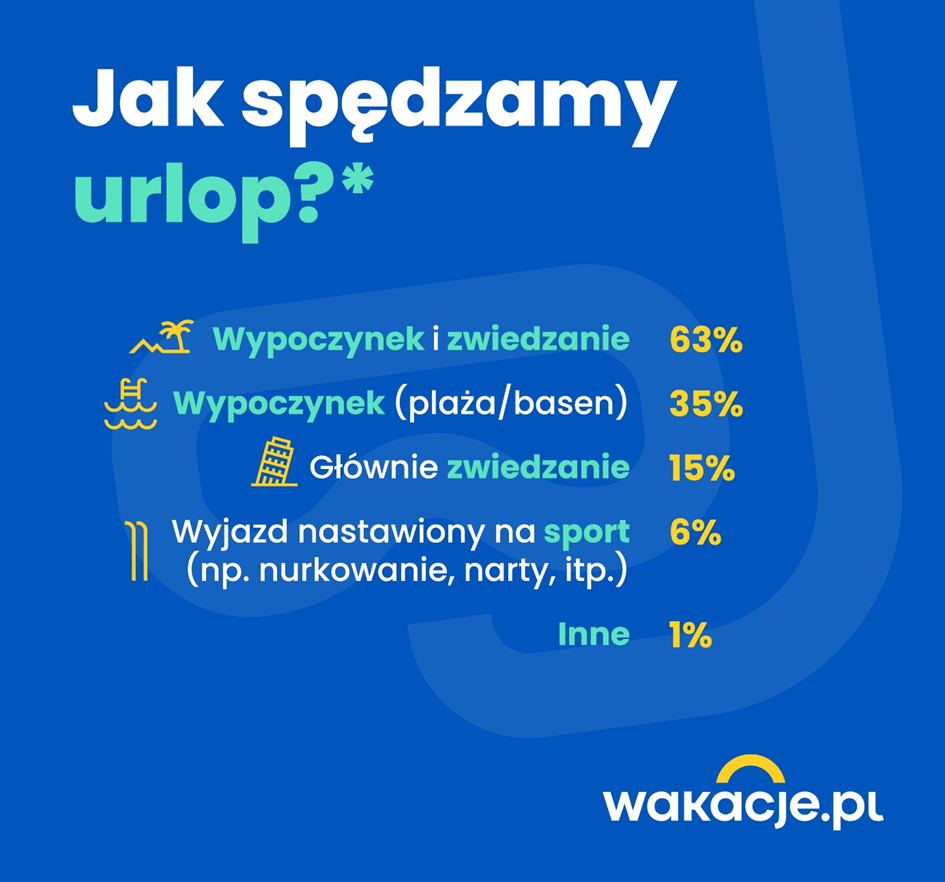 Jak spędzamy
urlop?*
Wypoczynek i zwiedzanie 63%
Wypoczynek (plaża/basen) 35%
Głównie zwiedzanie 15%
Wyjazd nastawiony na sport 6%
(np. nurkowanie, narty, itp.)
Inne 1%
wakacje.pl